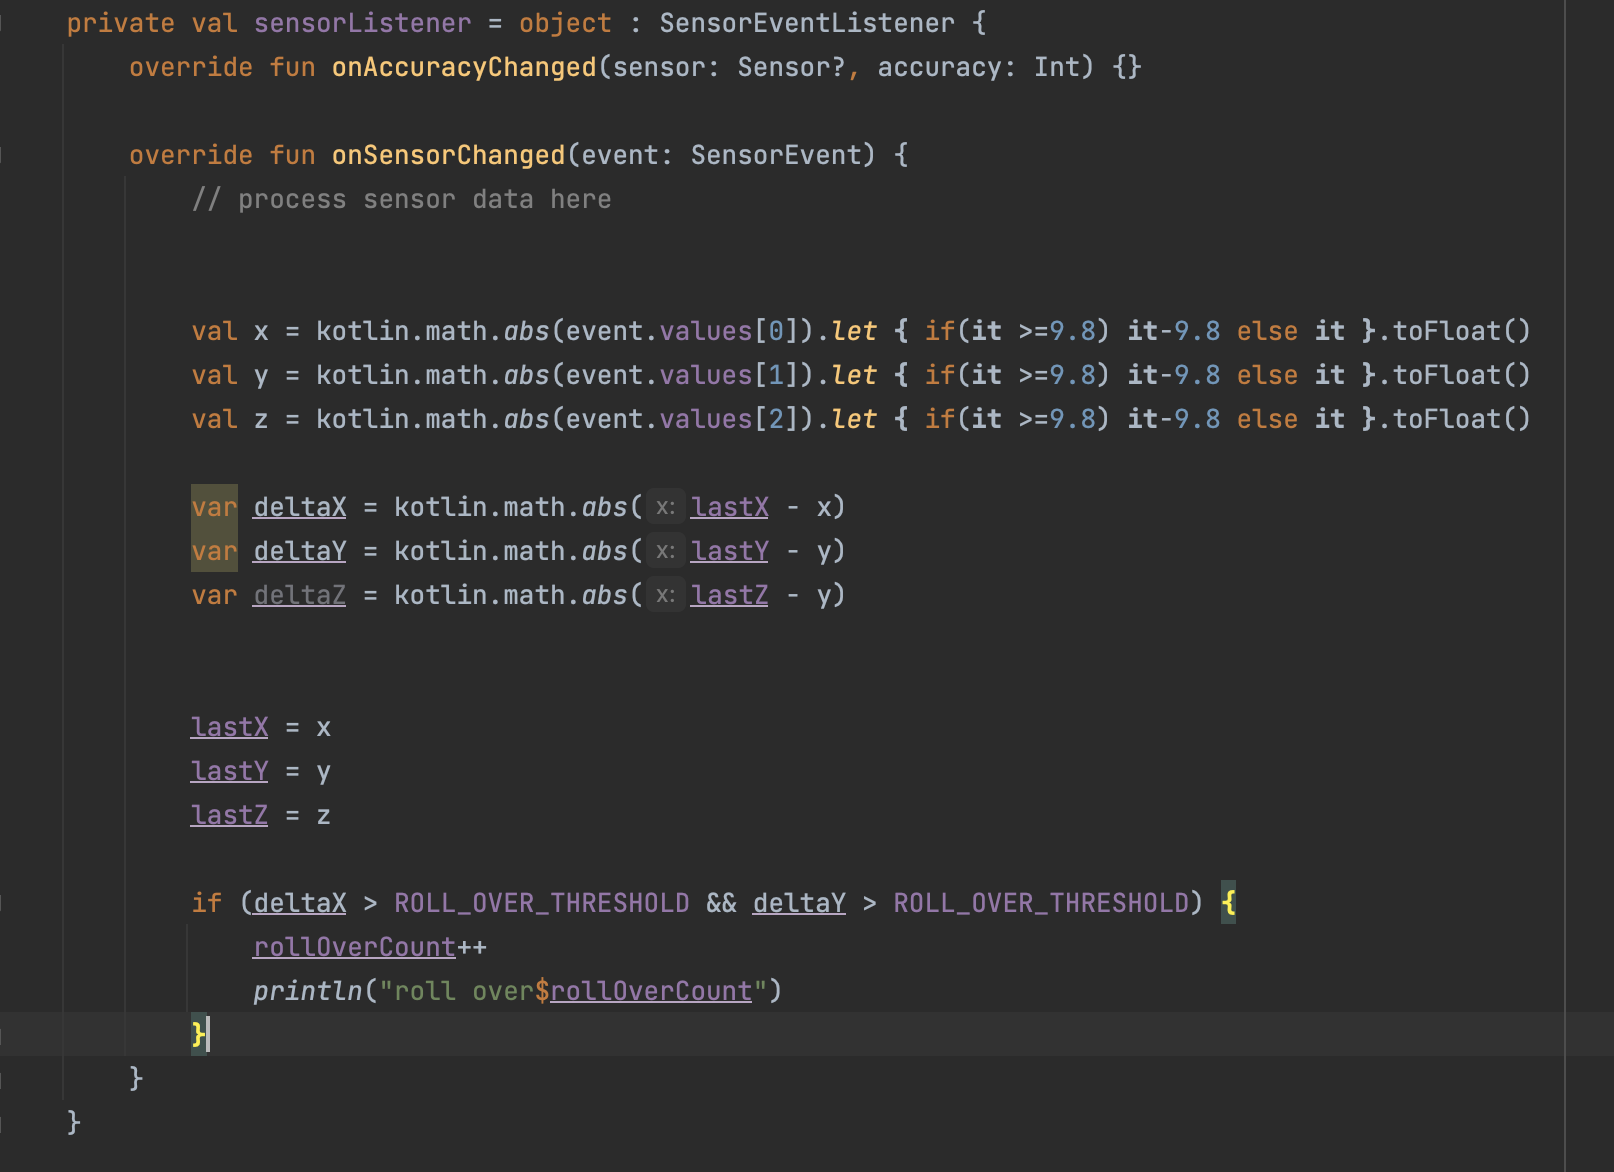 private val sensorListener = object : SensorEventListener {
override fun onAccuracyChanged(sensor: Sensor?, accuracy: Int) {}
override fun onSensorChanged(event: SensorEvent) {
// process sensor data here
val x = kotlin.math.abs(event.values[0]).let { if(it >=9.8) it-9.8 else it }.toFloat()
val y = kotlin.math.abs(event.values[1]).let { if(it >=9.8) it-9.8 else it }.toFloat()
val z = kotlin.math.abs(event.values[2]).let { if(it >=9.8) it-9.8 else it }.toFloat()
var deltaX = kotlin.math.abs( x: lastX - x)
var deltaY = kotlin.math.abs( x: lastY - y)
var deltaZ = kotlin.math.abs( x: lastZ - y)
lastX = x
lastY = y
lastZ = z
if (deltaX > ROLL_OVER_THRESHOLD && deltaY > ROLL_OVER_THRESHOLD) {
rollOverCount++
println("roll over$rollOverCount")
}
}
}